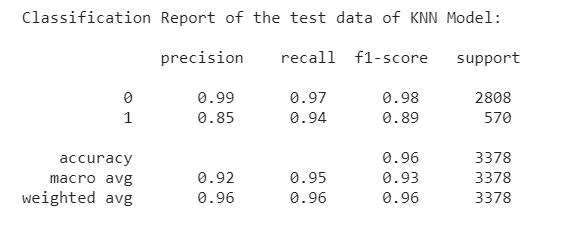 Classification Report of the test data of KNN Model:
precision recall f1-score support
0 0.99 0.97 0.98 2808
1 0.85 0.94 0.89 570
accuracy 0.96 3378
macro avg 0.92 0.95 0.93 3378
weighted avg 0.96 0.96 0.96 3378